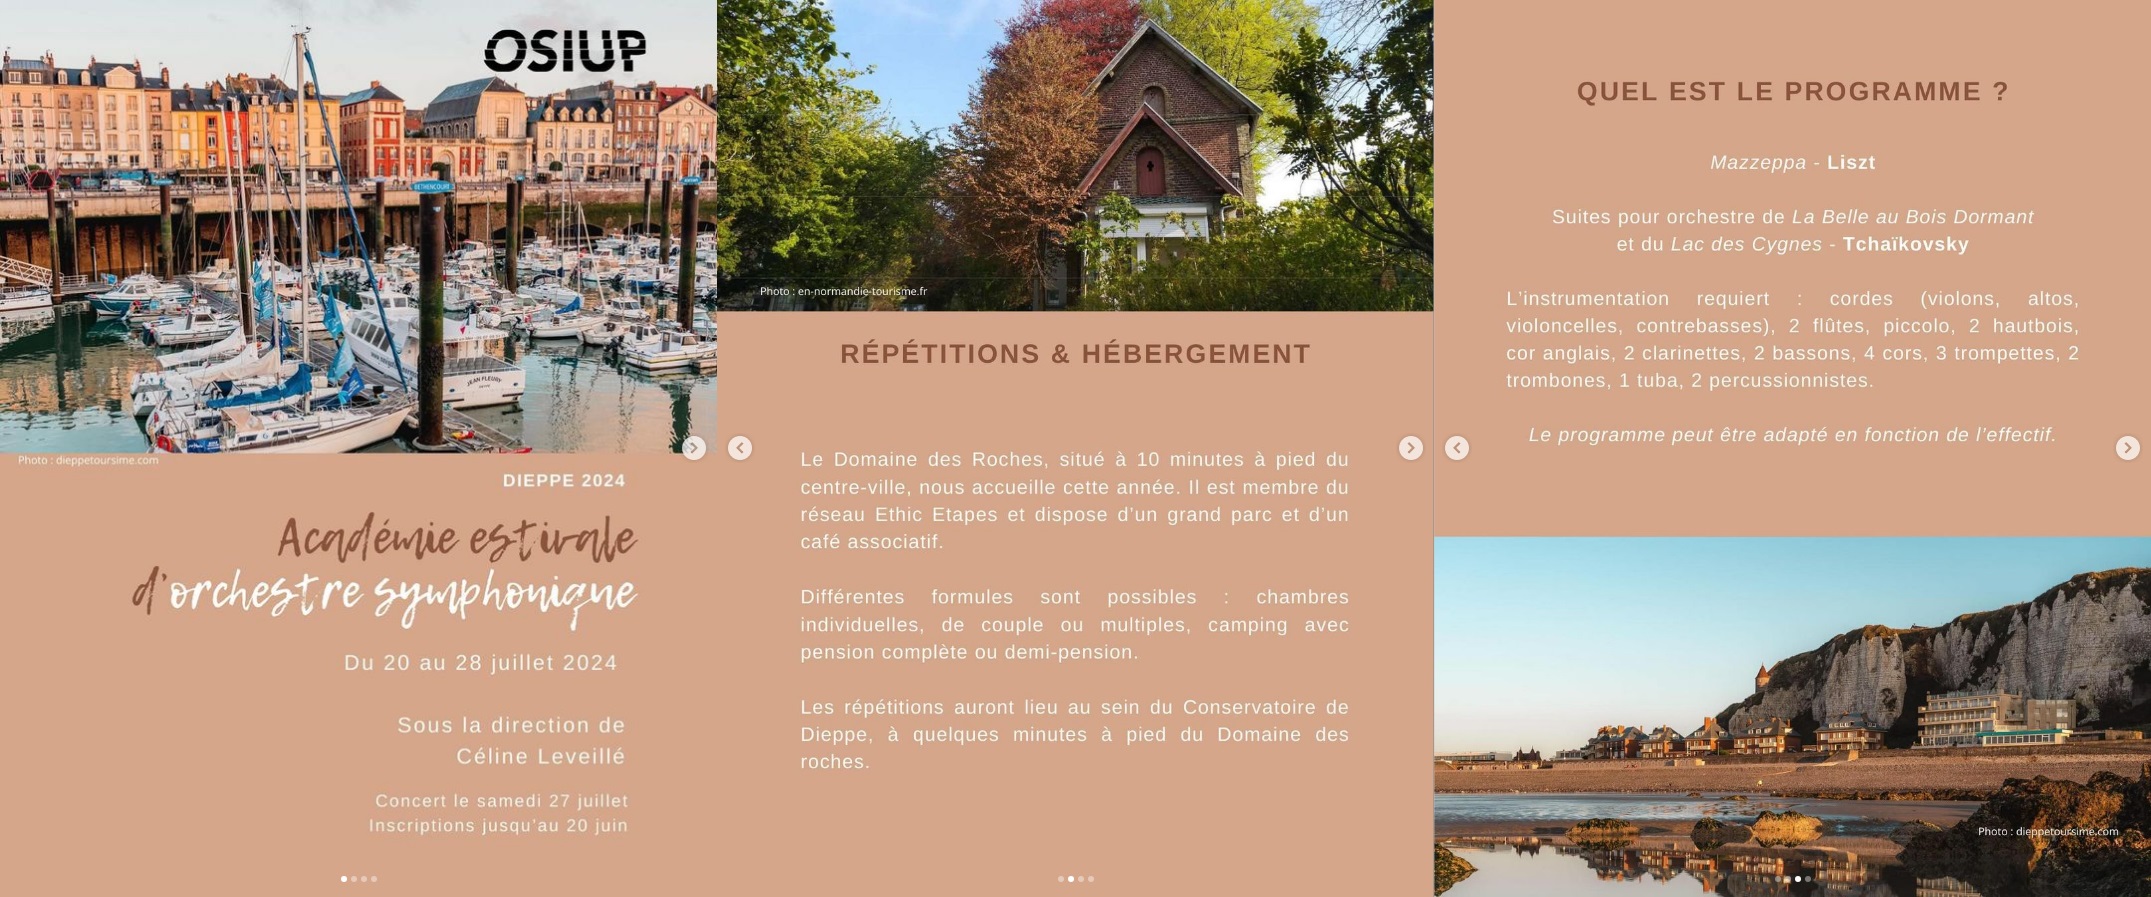 OSIUP
BETHENCOURT
JEAN FLEURY
Photo : dieppetoursime.com
DIEPPE 2024
Académie estivale
d'orchestre symphonique
Du 20 au 28 juillet 2024
Sous la direction de
Céline Leveillé
Concert le samedi 27 juillet
Inscriptions jusqu'au 20 juin
Photo : en-normandie-tourisme.fr
RÉPÉTITIONS & HÉBERGEMENT
Le Domaine des Roches, situé à 10 minutes à pied du
centre-ville, nous accueille cette année. Il est membre du
réseau Ethic Etapes et dispose d'un grand parc et d'un
café associatif.
Différentes formules sont possibles : chambres
individuelles, de couple ou multiples, camping avec
pension complète ou demi-pension.
Les répétitions auront lieu au sein du Conservatoire de
Dieppe, à quelques minutes à pied du Domaine des
roches.
QUEL EST LE PROGRAMME ?
Mazzeppa - Liszt
Suites pour orchestre de La Belle au Bois Dormant
et du Lac des Cygnes - Tchaïkovsky
L'instrumentation requiert : cordes (violons, altos,
violoncelles, contrebasses), 2 flûtes, piccolo, 2 hautbois,
cor anglais, 2 clarinettes, 2 bassons, 4 cors, 3 trompettes, 2
trombones, 1 tuba, 2 percussionnistes.
Le programme peut être adapté en fonction de l'effectif.
Photo : dieppetoursime.com